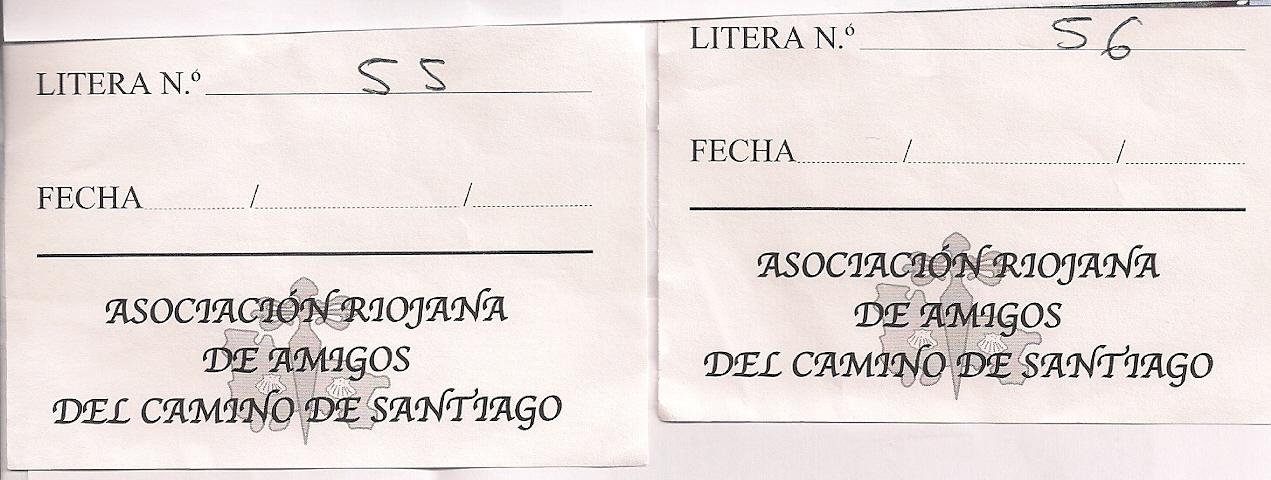 LITERA N.º 55
FECHA / /
ASOCIACIÓN RIOJANA
DE AMIGOS
DEL CAMINO DE SANTIAGO
LITERA N.º 56
FECHA / /
ASOCIACIÓN RIOJANA
DE AMIGOS
DEL CAMINO DE SANTIAGO